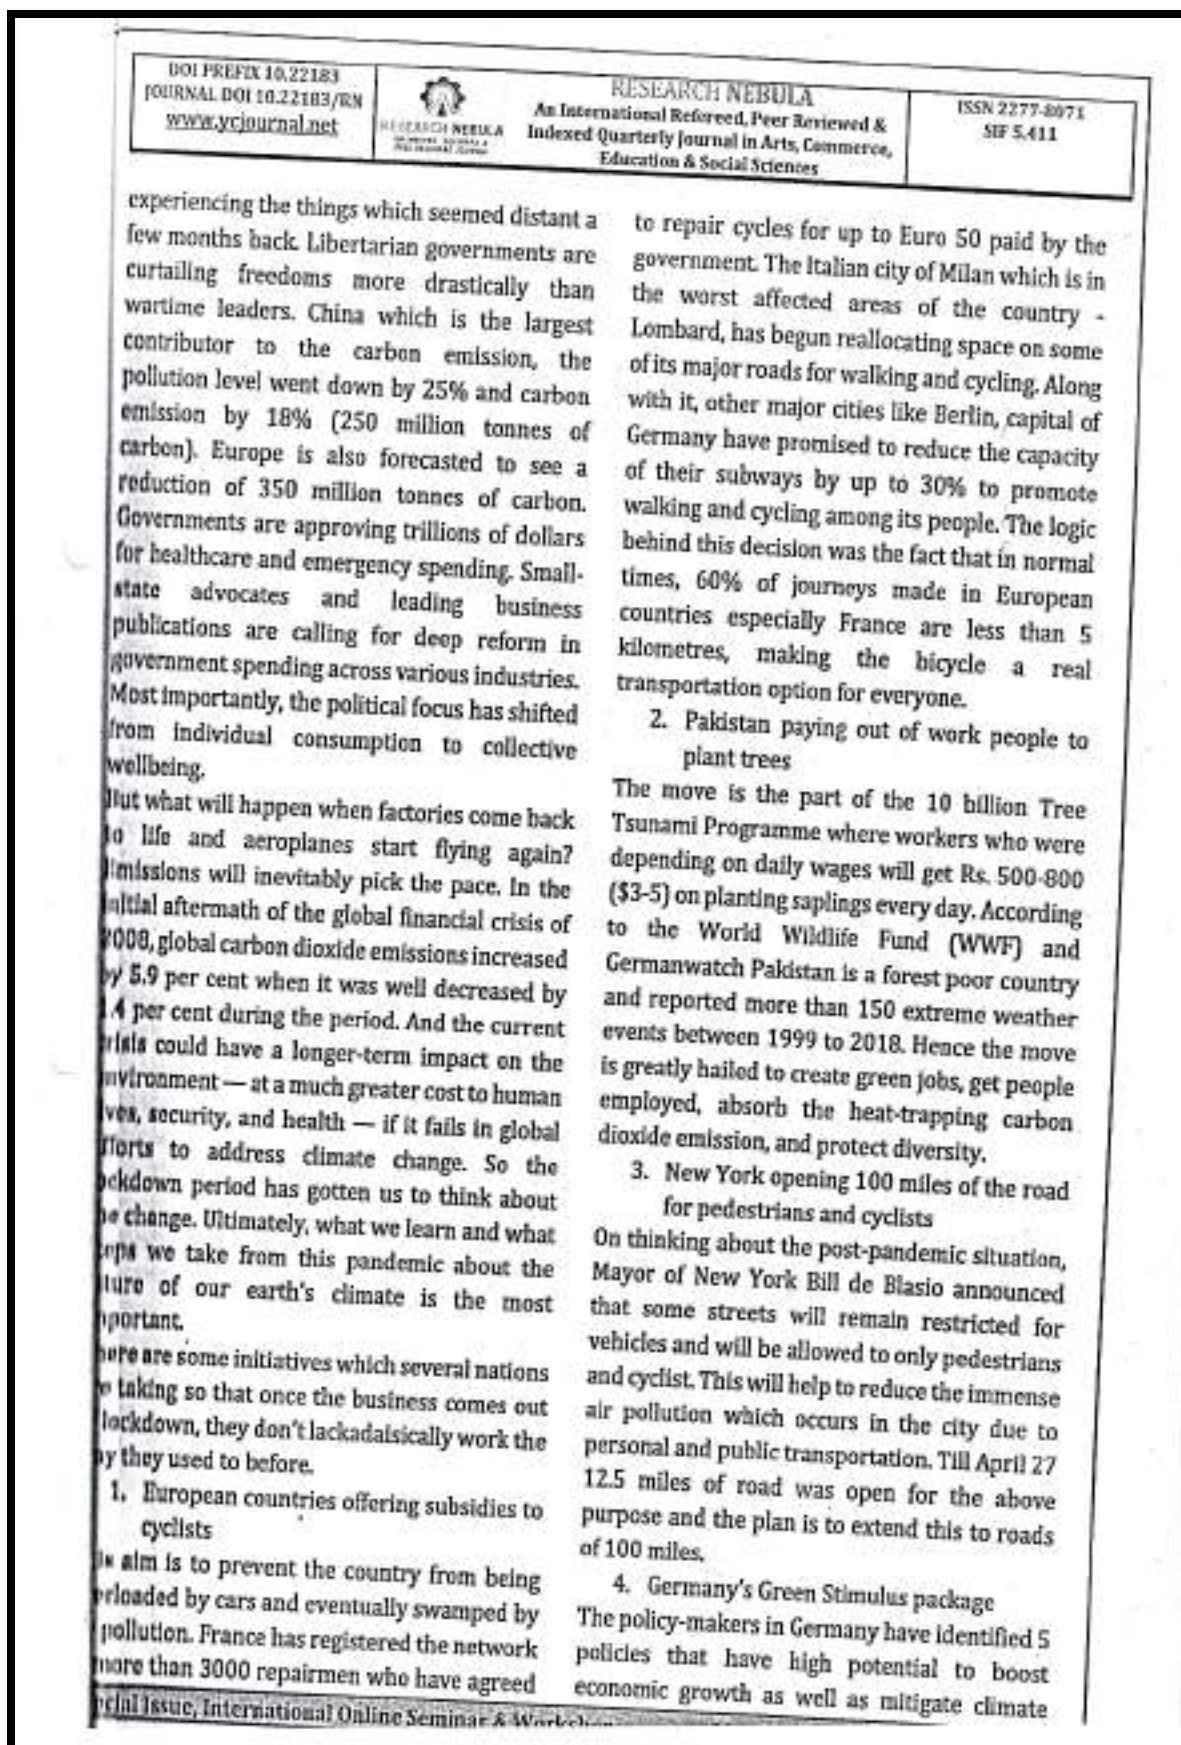 DOI PREFIX 10.22183
JOURNAL DOI 10.22183/RN
www.ycjournal.net
RESEARCH NEBULA
RESEARCH NEBULA
An International Refereed, Peer Reviewed &
Indexed Quarterly Journal in Arts, Commerce,
Education & Social Sciences
ISSN 2277-8071
SIF 5.411
experiencing the things which seemed distant a
few months back. Libertarian governments are
curtailing freedoms more drastically than
wartime leaders. China which is the largest
contributor to the carbon emission, the
pollution level went down by 25% and carbon
emission by 18% (250 million tonnes of
carbon). Europe is also forecasted to see a
reduction of 350 million tonnes of carbon.
Governments are approving trillions of dollars
for healthcare and emergency spending. Small-
state advocates and leading business
publications are calling for deep reform in
government spending across various industries.
Most importantly, the political focus has shifted
from individual consumption to collective
wellbeing.
But what will happen when factories come back
to life and aeroplanes start flying again?
Emissions will inevitably pick the pace. In the
initial aftermath of the global financial crisis of
2008, global carbon dioxide emissions increased
by 5.9 per cent when it was well decreased by
.4 per cent during the period. And the current
crisis could have a longer-term impact on the
nvironment — at a much greater cost to human
ves, security, and health — if it fails in global
fforts to address climate change. So the
ockdown period has gotten us to think about
he change. Ultimately, what we learn and what
eps we take from this pandemic about the
ture of our earth's climate is the most
portant.
here are some initiatives which several nations
e taking so that once the business comes out
lockdown, they don't lackadaisically work the
ay they used to before.
1. European countries offering subsidies to
cyclists
is aim is to prevent the country from being
erloaded by cars and eventually swamped by
pollution. France has registered the network
more than 3000 repairmen who have agreed
to repair cycles for up to Euro 50 paid by the
government. The Italian city of Milan which is in
the worst affected areas of the country -
Lombard, has begun reallocating space on some
of its major roads for walking and cycling. Along
with it, other major cities like Berlin, capital of
Germany have promised to reduce the capacity
of their subways by up to 30% to promote
walking and cycling among its people. The logic
behind this decision was the fact that in normal
times, 60% of journeys made in European
countries especially France are less than 5
kilometres, making the bicycle a real
transportation option for everyone.
2. Pakistan paying out of work people to
plant trees
The move is the part of the 10 billion Tree
Tsunami Programme where workers who were
depending on daily wages will get Rs. 500-800
($3-5) on planting saplings every day. According
to the World Wildlife Fund (WWF) and
Germanwatch Pakistan is a forest poor country
and reported more than 150 extreme weather
events between 1999 to 2018. Hence the move
is greatly hailed to create green jobs, get people
employed, absorb the heat-trapping carbon
dioxide emission, and protect diversity.
3. New York opening 100 miles of the road
for pedestrians and cyclists
On thinking about the post-pandemic situation,
Mayor of New York Bill de Blasio announced
that some streets will remain restricted for
vehicles and will be allowed to only pedestrians
and cyclist. This will help to reduce the immense
air pollution which occurs in the city due to
personal and public transportation. Till April 27
12.5 miles of road was open for the above
purpose and the plan is to extend this to roads
of 100 miles.
4. Germany's Green Stimulus package
The policy-makers in Germany have identified 5
policies that have high potential to boost
economic growth as well as mitigate climate
cial Issue, International Online Seminar & Workshop